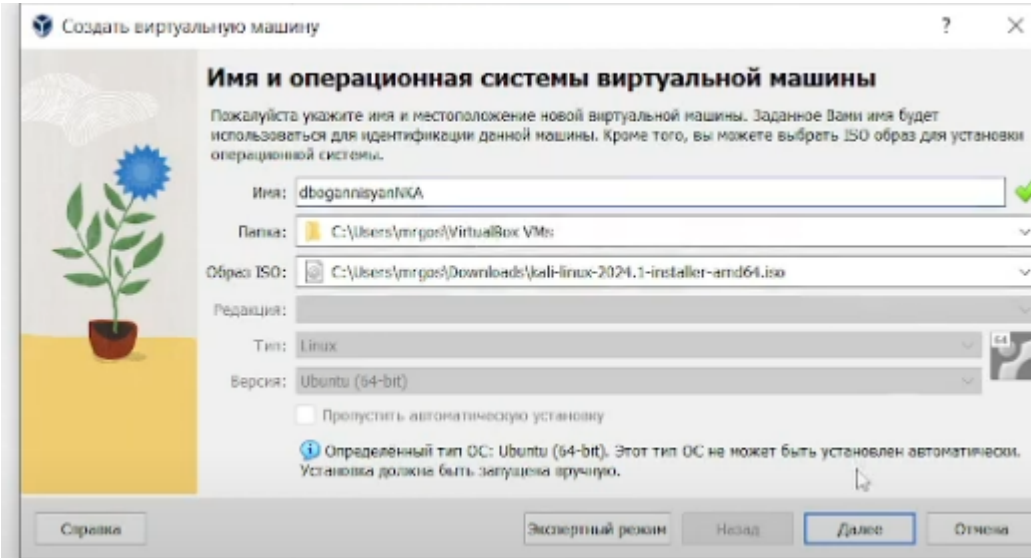 Создать виртуальную машину
?
Имя и операционная системы виртуальной машины
Пожалуйста укажите имя и местоположение новой виртуальной машины. Заданное Вами имя будет
использоваться для идентификации данной машины. Кроме того, вы можете выбрать ISO образ для установки
операционной системы.
Имя: dbogannisyanNKA
Папка: C:\Users\mrgos\VirtualBox VMs
Образ ISO: C:\Users\mrgos\Downloads\kali-linux-2024.1-installer-amd64.iso
Редакция:
Тип: Linux
64
Версия: Ubuntu (64-bit)
Пропустить автоматическую установку
Определённый тип ОС: Ubuntu (64-bit). Этот тип ОС не может быть установлен автоматически.
Установка должна быть запущена вручную.
Справка Экспертный режим Назад Далее Отмена